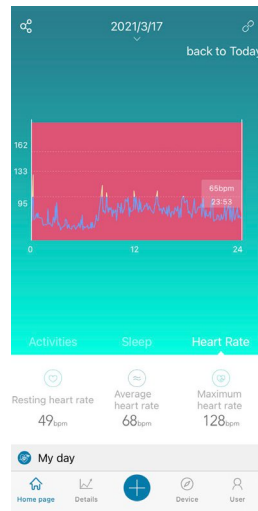 2021/3/17
back to Today
162
133
95
65bpm
23:53
0 12 24
Activities Sleep Heart Rate
Resting heart rate
49bpm
Average
heart rate
68bpm
Maximum
heart rate
128bpm
My day
Home page Details Device User